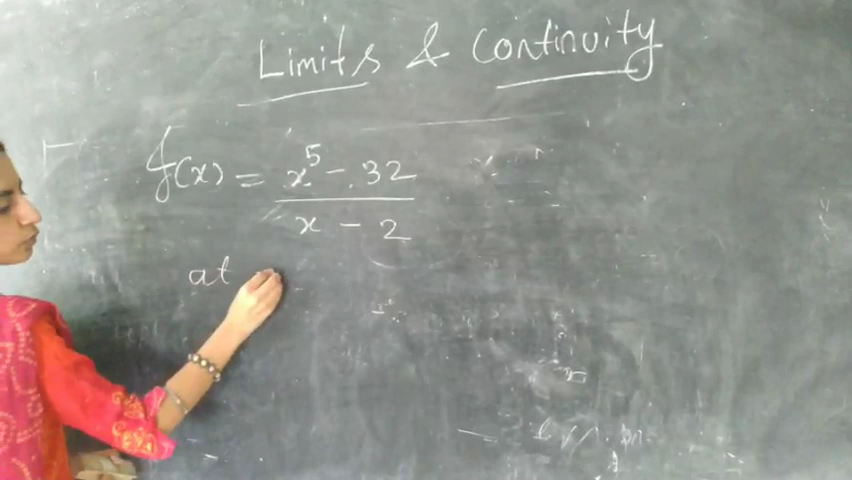 Limits & Continuity
f(x) = x⁵ - 32 / x - 2
at